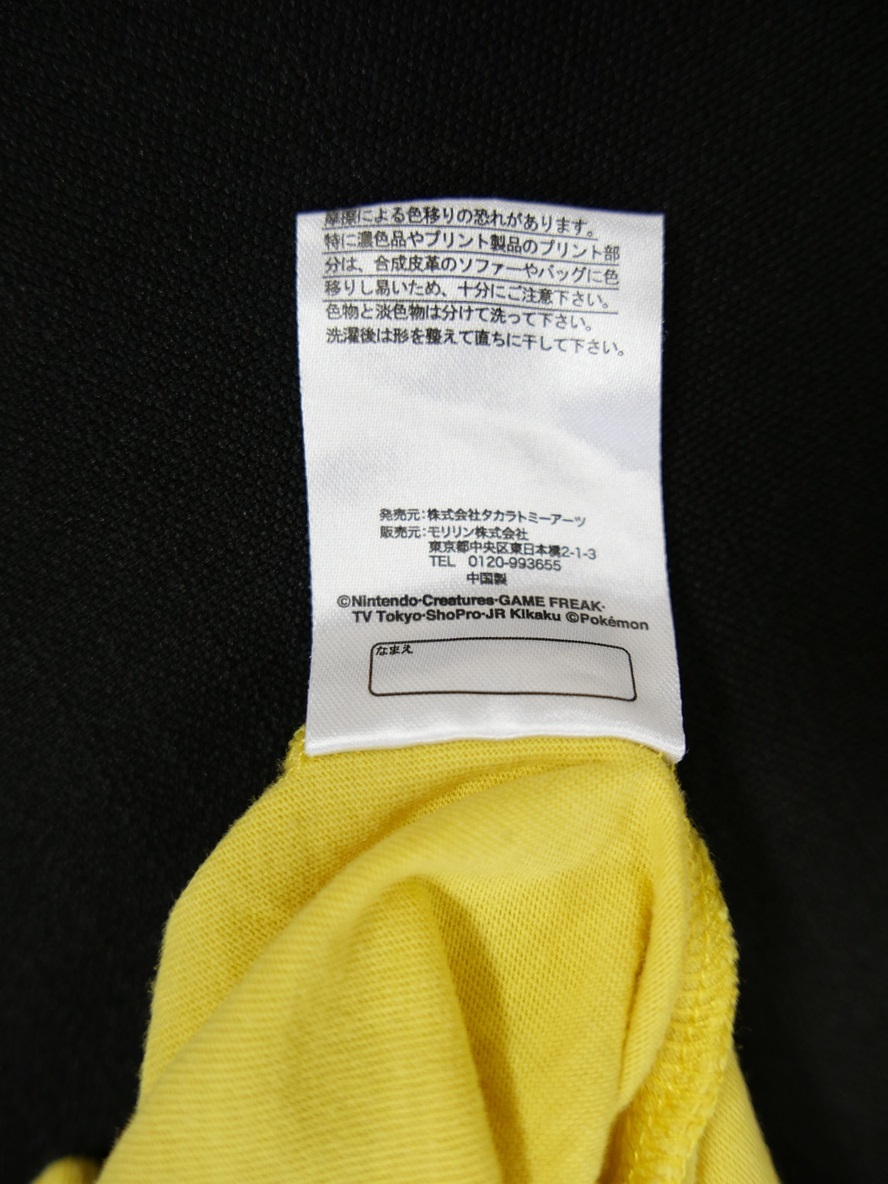 摩擦による色移りの恐れがあります。
特に濃色品やプリント製品のプリント部
分は、合成皮革のソファーやバッグに色
移りし易いため、十分にご注意下さい。
色物と淡色物は分けて洗って下さい。
洗濯後は形を整えて直ちに干して下さい。
発売元：株式会社タカラトミーアーツ
販売元：モリリン株式会社
東京都中央区東日本橋2-1-3
TEL 0120-993655
中国製
©Nintendo·Creatures·GAME FREAK·
TV Tokyo·ShoPro·JR Kikaku ©Pokémon
なまえ